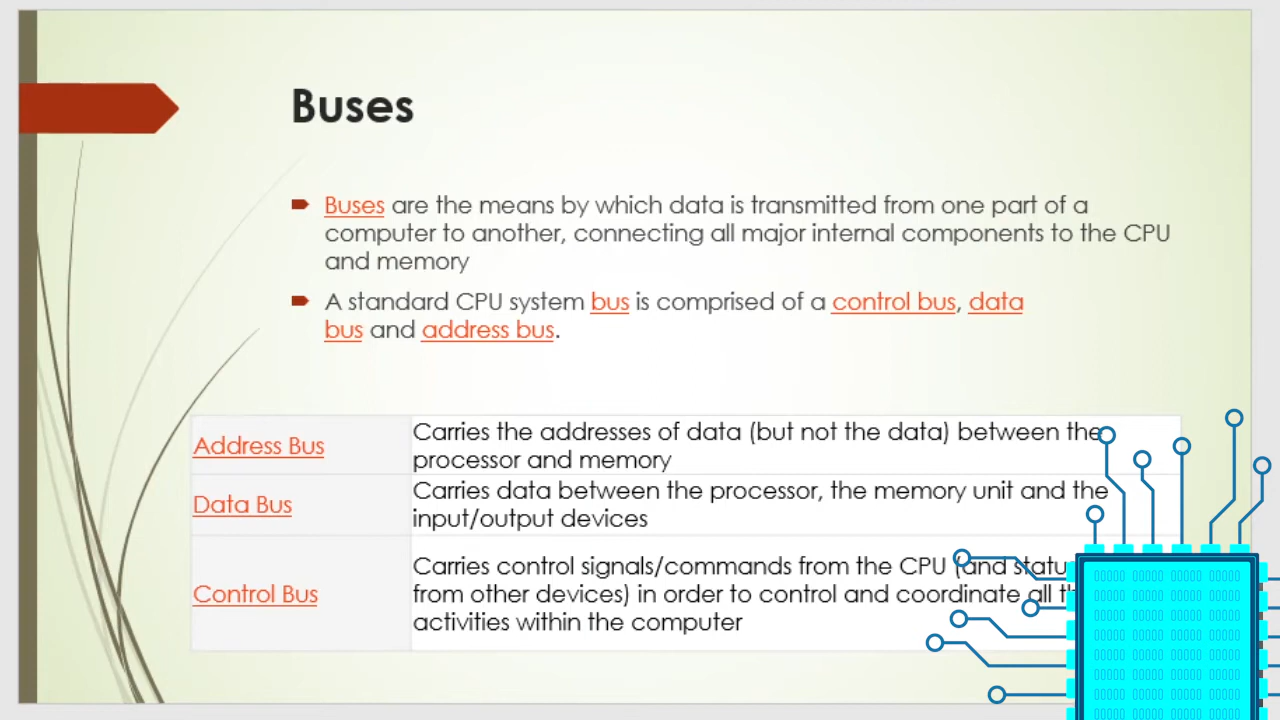 Buses
Buses are the means by which data is transmitted from one part of a
computer to another, connecting all major internal components to the CPU
and memory
A standard CPU system bus is comprised of a control bus, data
bus and address bus.
Address Bus
Carries the addresses of data (but not the data) between the
processor and memory
Data Bus
Carries data between the processor, the memory unit and the
input/output devices
Control Bus
Carries control signals/commands from the CPU (and
from other devices) in order to control and coordinate all
activities within the computer